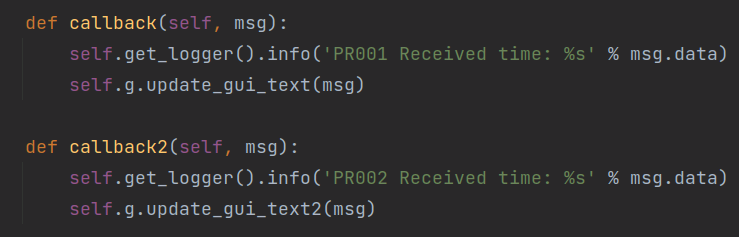 def callback(self, msg):
    self.get_logger().info('PR001 Received time: %s' % msg.data)
    self.g.update_gui_text(msg)

def callback2(self, msg):
    self.get_logger().info('PR002 Received time: %s' % msg.data)
    self.g.update_gui_text2(msg)